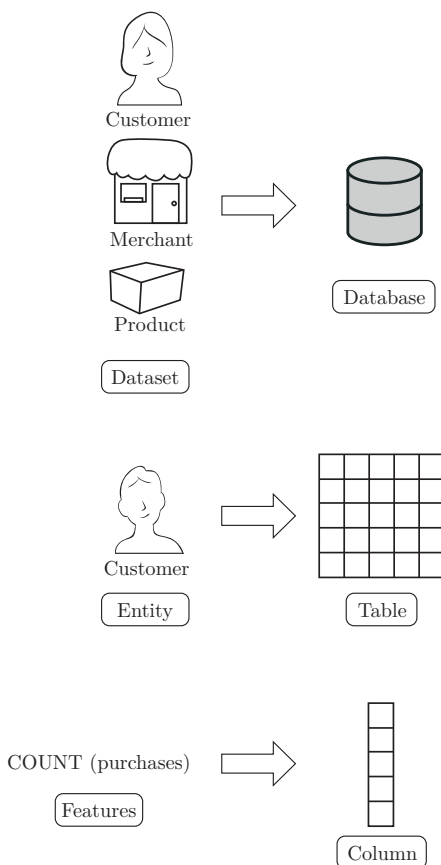 Customer
Merchant
Product
Dataset
Database
Customer
Entity
Table
COUNT (purchases)
Features
Column